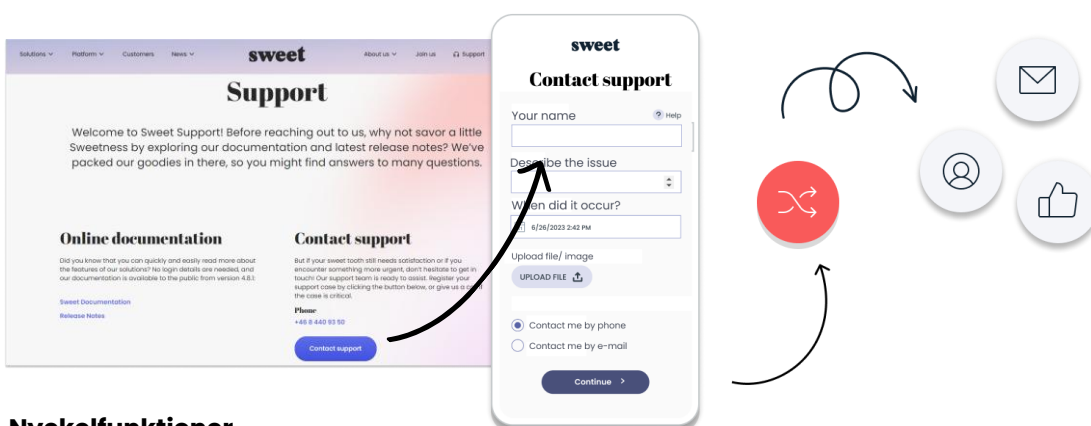 Solutions Platform Customers News sweet About us Join us Support
Support
Welcome to Sweet Support! Before reaching out to us, why not savor a little
Sweetness by exploring our documentation and latest release notes? We've
packed our goodies in there, so you might find answers to many questions.
Online documentation
Did you know that you can quickly and easily read more about
the features of our solutions? No login details are needed, and
our documentation is available to the public from version 4.6.1:
Sweet Documentation
Release Notes
Contact support
But if your sweet tooth still needs satisfaction or if you
encounter something more urgent, don't hesitate to get in
touch! Our support team is ready to assist. Register your
support case by clicking the button below, or give us a call if
the case is critical.
Phone
+46 8 440 93 50
Contact support
sweet
Contact support
Your name ? Help
Describe the issue
When did it occur?
6/26/2023 2:42 PM
Upload file/ image
UPLOAD FILE
Contact me by phone
Contact me by e-mail
Continue >
Nyckelfunktioner